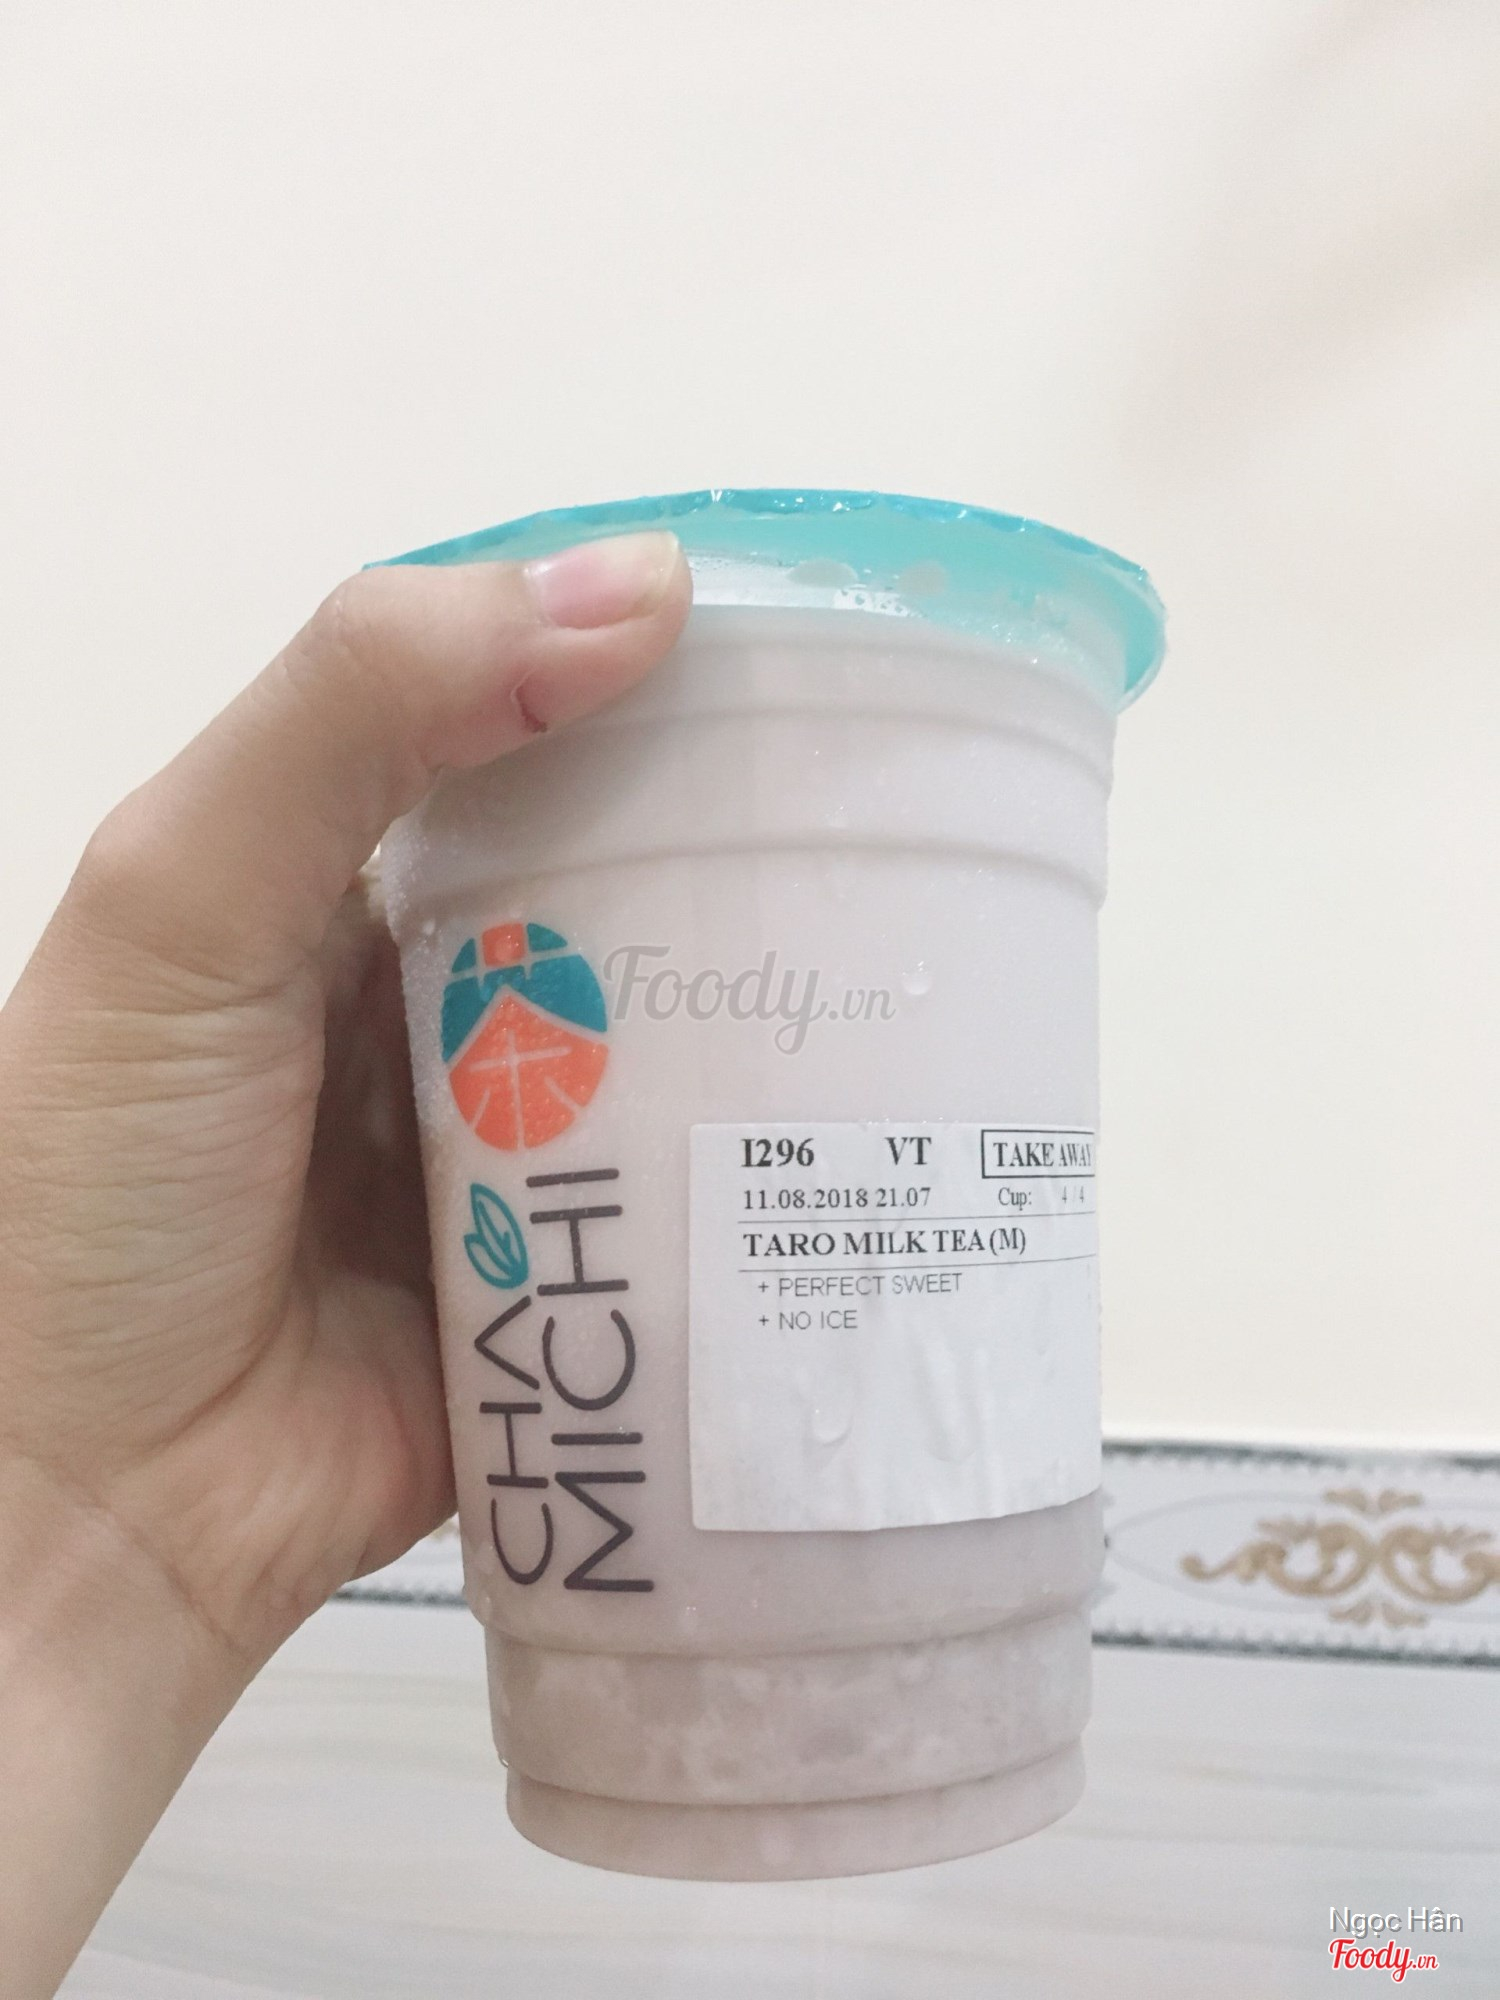 Foody.vn
I296 VT TAKE AWAY
11.08.2018 21.07 Cup: 4 / 4
TARO MILK TEA (M)
+ PERFECT SWEET
+ NO ICE
CHA
MICHI
Ngọc Hân
Foody.vn